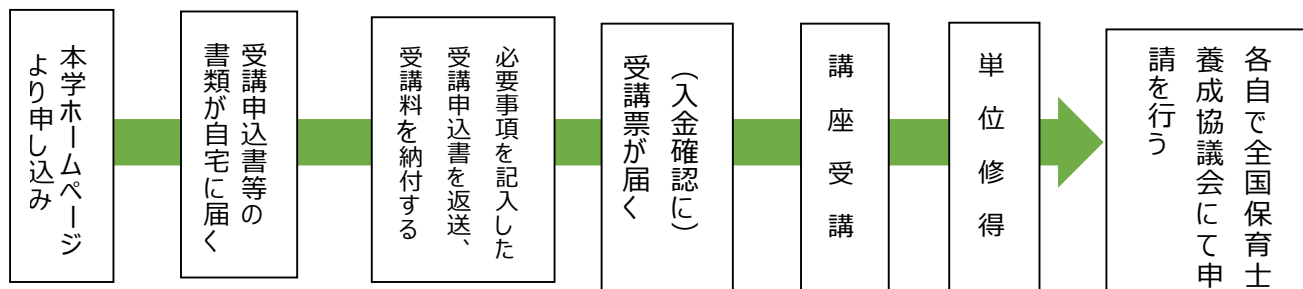 本学ホームページ
より申し込み
受講申込書等の
書類が自宅に届く
必要事項を記入した
受講申込書を返送、
受講料を納付する
（入金確認に）
受講票が届く
講座受講
単位修得
各自で全国保育士
養成協議会にて申
請を行う